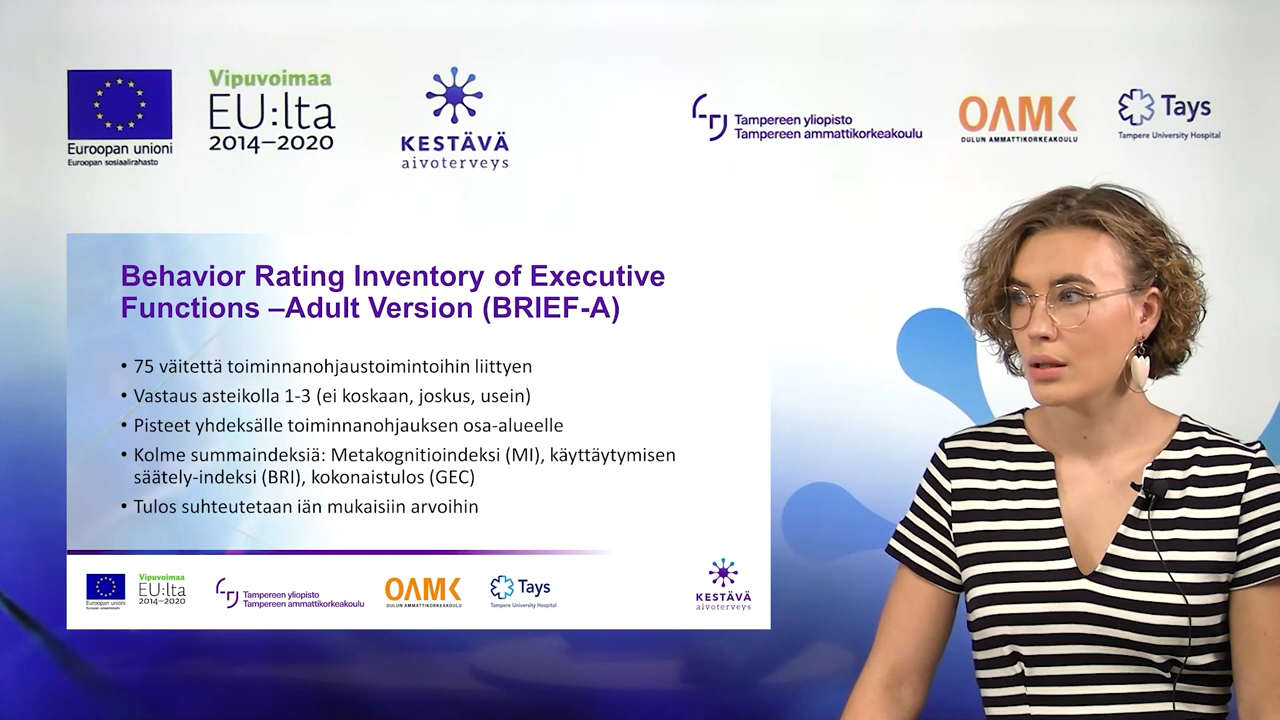 Euroopan unioni
Euroopan sosiaalirahasto
Vipuvoimaa
EU:lta
2014–2020
KESTÄVÄ
aivoterveys
Tampereen yliopisto
Tampereen ammattikorkeakoulu
OAMK
OULUN AMMATTIKORKEAKOULU
Tays
Tampere University Hospital
Behavior Rating Inventory of Executive
Functions –Adult Version (BRIEF-A)
• 75 väitettä toiminnanohjaustoimintoihin liittyen
• Vastaus asteikolla 1-3 (ei koskaan, joskus, usein)
• Pisteet yhdeksälle toiminnanohjauksen osa-alueelle
• Kolme summaindeksiä: Metakognitioindeksi (MI), käyttäytymisen
säätely-indeksi (BRI), kokonaistulos (GEC)
• Tulos suhteutetaan iän mukaisiin arvoihin
Euroopan unioni
Euroopan sosiaalirahasto
Vipuvoimaa
EU:lta
2014–2020
Tampereen yliopisto
Tampereen ammattikorkeakoulu
OAMK
OULUN AMMATTIKORKEAKOULU
Tays
Tampere University Hospital
KESTÄVÄ
aivoterveys